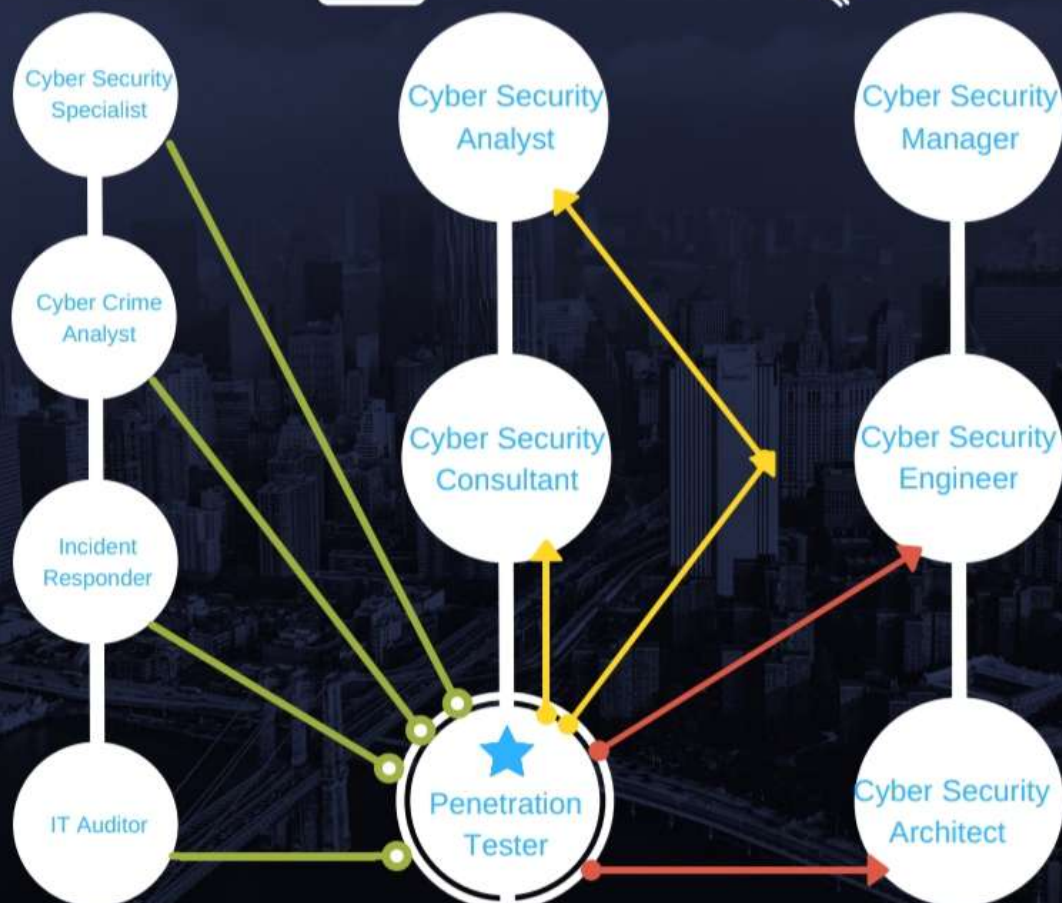 Cyber Security
Specialist
Cyber Crime
Analyst
Incident
Responder
IT Auditor
Cyber Security
Analyst
Cyber Security
Consultant
Penetration
Tester
Cyber Security
Manager
Cyber Security
Engineer
Cyber Security
Architect